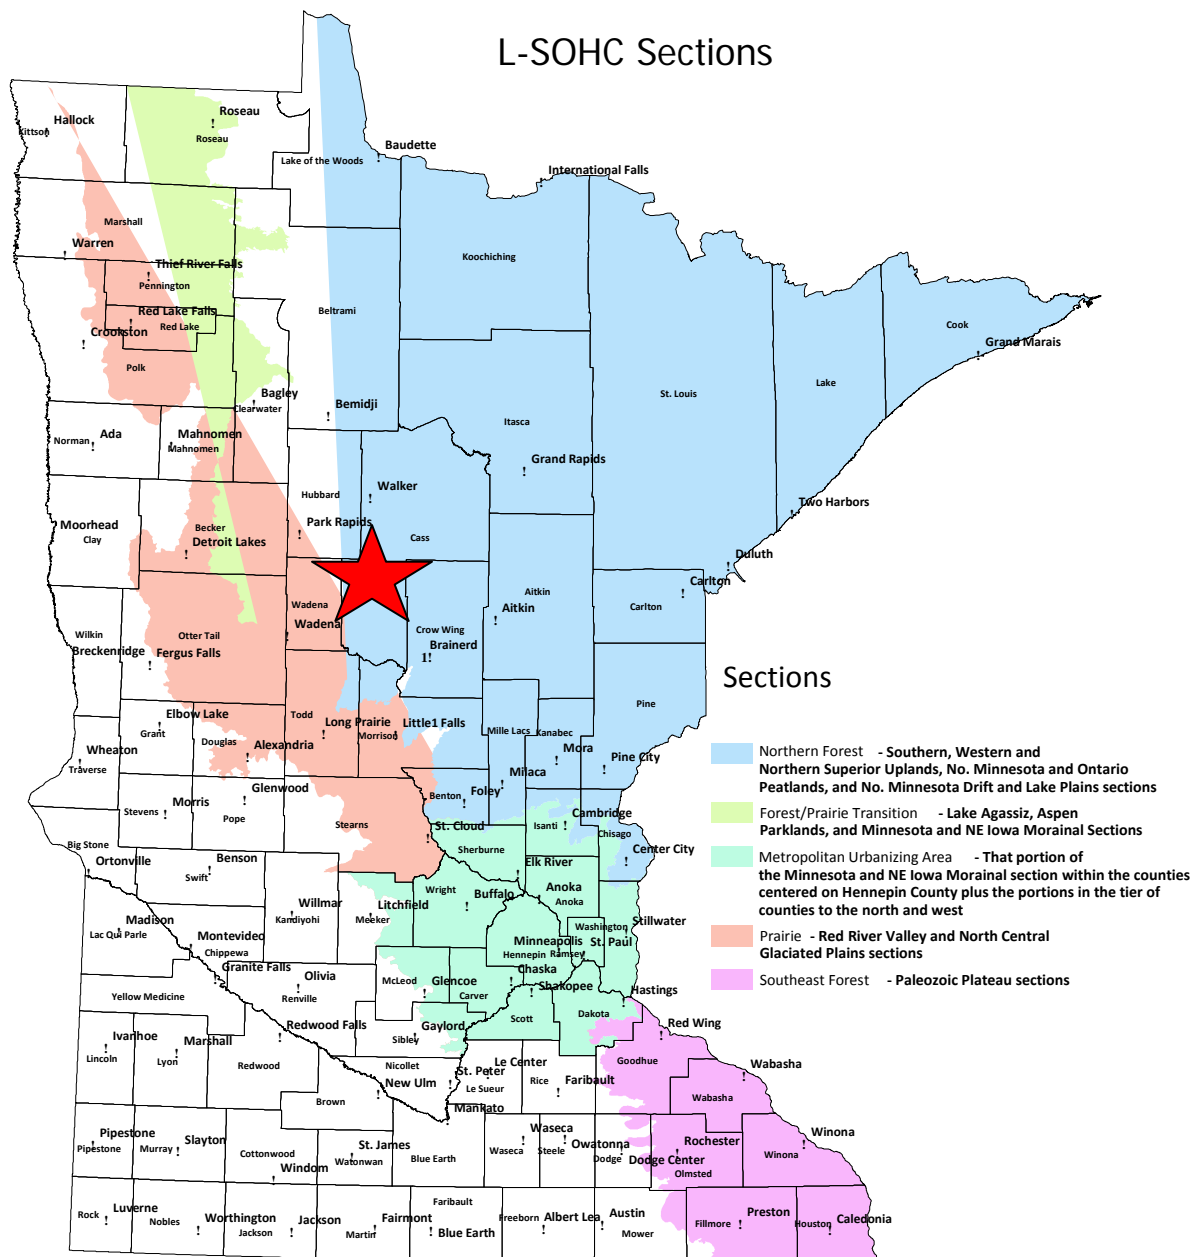 L-SOHC Sections
Hallock
Kittson
Roseau
Roseau
Lake of the Woods
Baudette
International Falls
Marshall
Warren
Thief River Falls
Pennington
Koochiching
Red Lake Falls
Red Lake
Crookston
Beltrami
Cook
Grand Marais
Polk
Lake
St. Louis
Bagley
Clearwater
Bemidji
Itasca
Norman
Ada
Mahnomen
Mahnomen
Grand Rapids
Hubbard
Walker
Two Harbors
Moorhead
Clay
Becker
Detroit Lakes
Park Rapids
Cass
Duluth
Carlton
Aitkin
Aitkin
Carlton
Wadena
Wadena
Crow Wing
Brainerd
1
Wilkin
Breckenridge
Otter Tail
Fergus Falls
Pine
Elbow Lake
Grant
Todd
Long Prairie
Morrison
Little1 Falls
Mille Lacs
Kanabec
Mora
Pine City
Wheaton
Traverse
Douglas
Alexandria
Milaca
Glenwood
Pope
Morris
Stevens
Benton
Foley
Stearns
St. Cloud
Isanti
Cambridge
Chisago
Center City
Sherburne
Elk River
Big Stone
Ortonville
Benson
Swift
Wright
Buffalo
Anoka
Anoka
Willmar
Kandiyohi
Litchfield
Meeker
Stillwater
Washington
Madison
Lac Qui Parle
Montevideo
Chippewa
Minneapolis
Hennepin
Ramsey
St. Paul
Granite Falls
Olivia
Renville
McLeod
Glencoe
Carver
Chaska
Shakopee
Hastings
Yellow Medicine
Scott
Dakota
Redwood Falls
Gaylord
Sibley
Red Wing
Ivanhoe
Lincoln
Marshall
Lyon
Redwood
Nicollet
New Ulm
St. Peter
Le Center
Le Sueur
Rice
Faribault
Goodhue
Wabasha
Wabasha
Brown
Mankato
Pipestone
Pipestone
Slayton
Murray
Cottonwood
Windom
St. James
Watonwan
Blue Earth
Waseca
Waseca
Steele
Owatonna
Dodge
Dodge Center
Rochester
Olmsted
Winona
Winona
Rock
Luverne
Nobles
Worthington
Jackson
Jackson
Fairmont
Martin
Faribault
Blue Earth
Freeborn
Albert Lea
Austin
Mower
Fillmore
Preston
Houston
Caledonia
Sections
Northern Forest - Southern, Western and
Northern Superior Uplands, No. Minnesota and Ontario
Peatlands, and No. Minnesota Drift and Lake Plains sections
Forest/Prairie Transition - Lake Agassiz, Aspen
Parklands, and Minnesota and NE Iowa Morainal Sections
Metropolitan Urbanizing Area - That portion of
the Minnesota and NE Iowa Morainal section within the counties
centered on Hennepin County plus the portions in the tier of
counties to the north and west
Prairie - Red River Valley and North Central
Glaciated Plains sections
Southeast Forest - Paleozoic Plateau sections